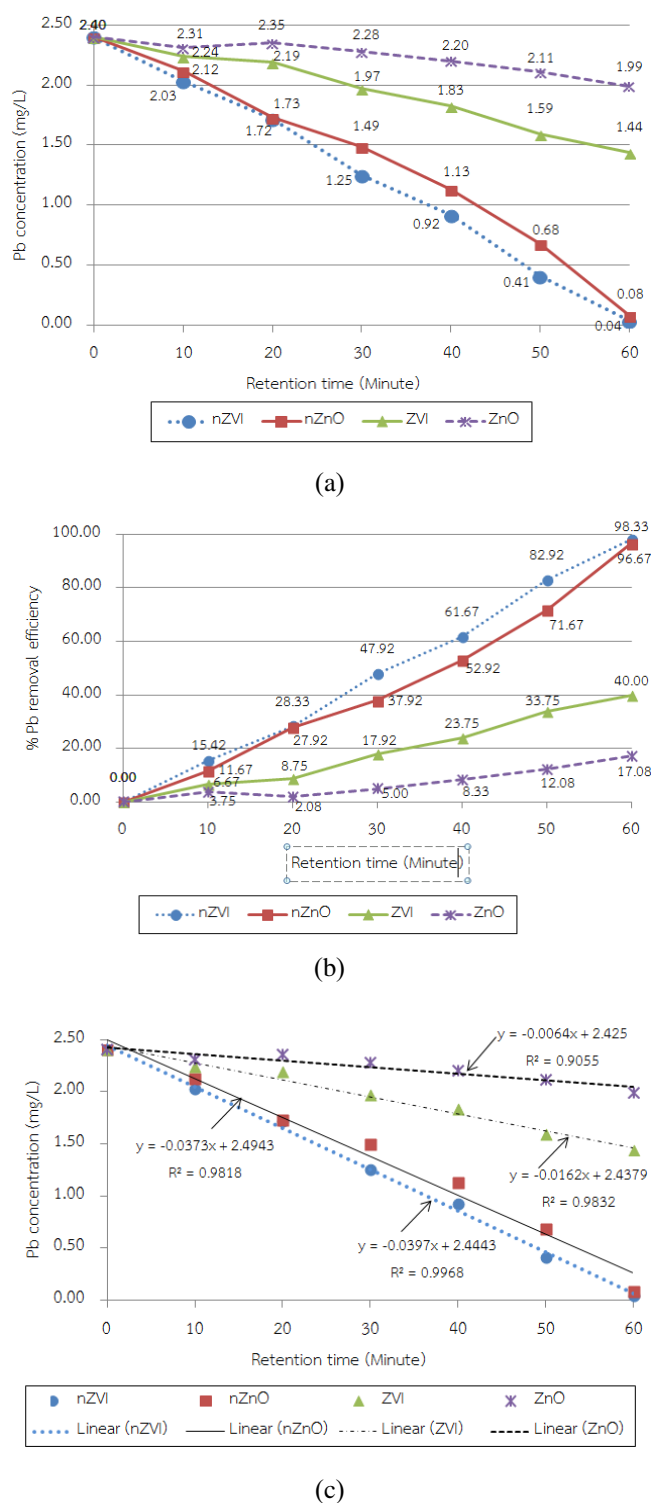 2.50
2.00
1.50
1.00
0.50
0.00
Pb concentration (mg/L)
2.40
2.31
2.35
2.28
2.20
2.11
1.99
2.24
2.19
1.97
1.83
1.59
1.44
2.12
1.73
1.49
1.13
0.68
0.08
2.03
1.72
1.25
0.92
0.41
0.04
0 10 20 30 40 50 60
Retention time (Minute)
nZVI nZnO ZVI ZnO
(a)
100.00
80.00
60.00
40.00
20.00
0.00
% Pb removal efficiency
0.00
15.42
28.33
47.92
61.67
82.92
98.33
11.67
27.92
37.92
52.92
71.67
96.67
6.67
8.75
17.92
23.75
33.75
40.00
3.75
2.08
5.00
8.33
12.08
17.08
0 10 20 30 40 50 60
Retention time (Minute)
nZVI nZnO ZVI ZnO
(b)
2.50
2.00
1.50
1.00
0.50
0.00
Pb concentration (mg/L)
y = -0.0064x + 2.425
R² = 0.9055
y = -0.0373x + 2.4943
R² = 0.9818
y = -0.0162x + 2.4379
R² = 0.9832
y = -0.0397x + 2.4443
R² = 0.9968
0 10 20 30 40 50 60
Retention time (Minute)
nZVI nZnO ZVI ZnO
Linear (nZVI) Linear (nZnO) Linear (ZVI) Linear (ZnO)
(c)